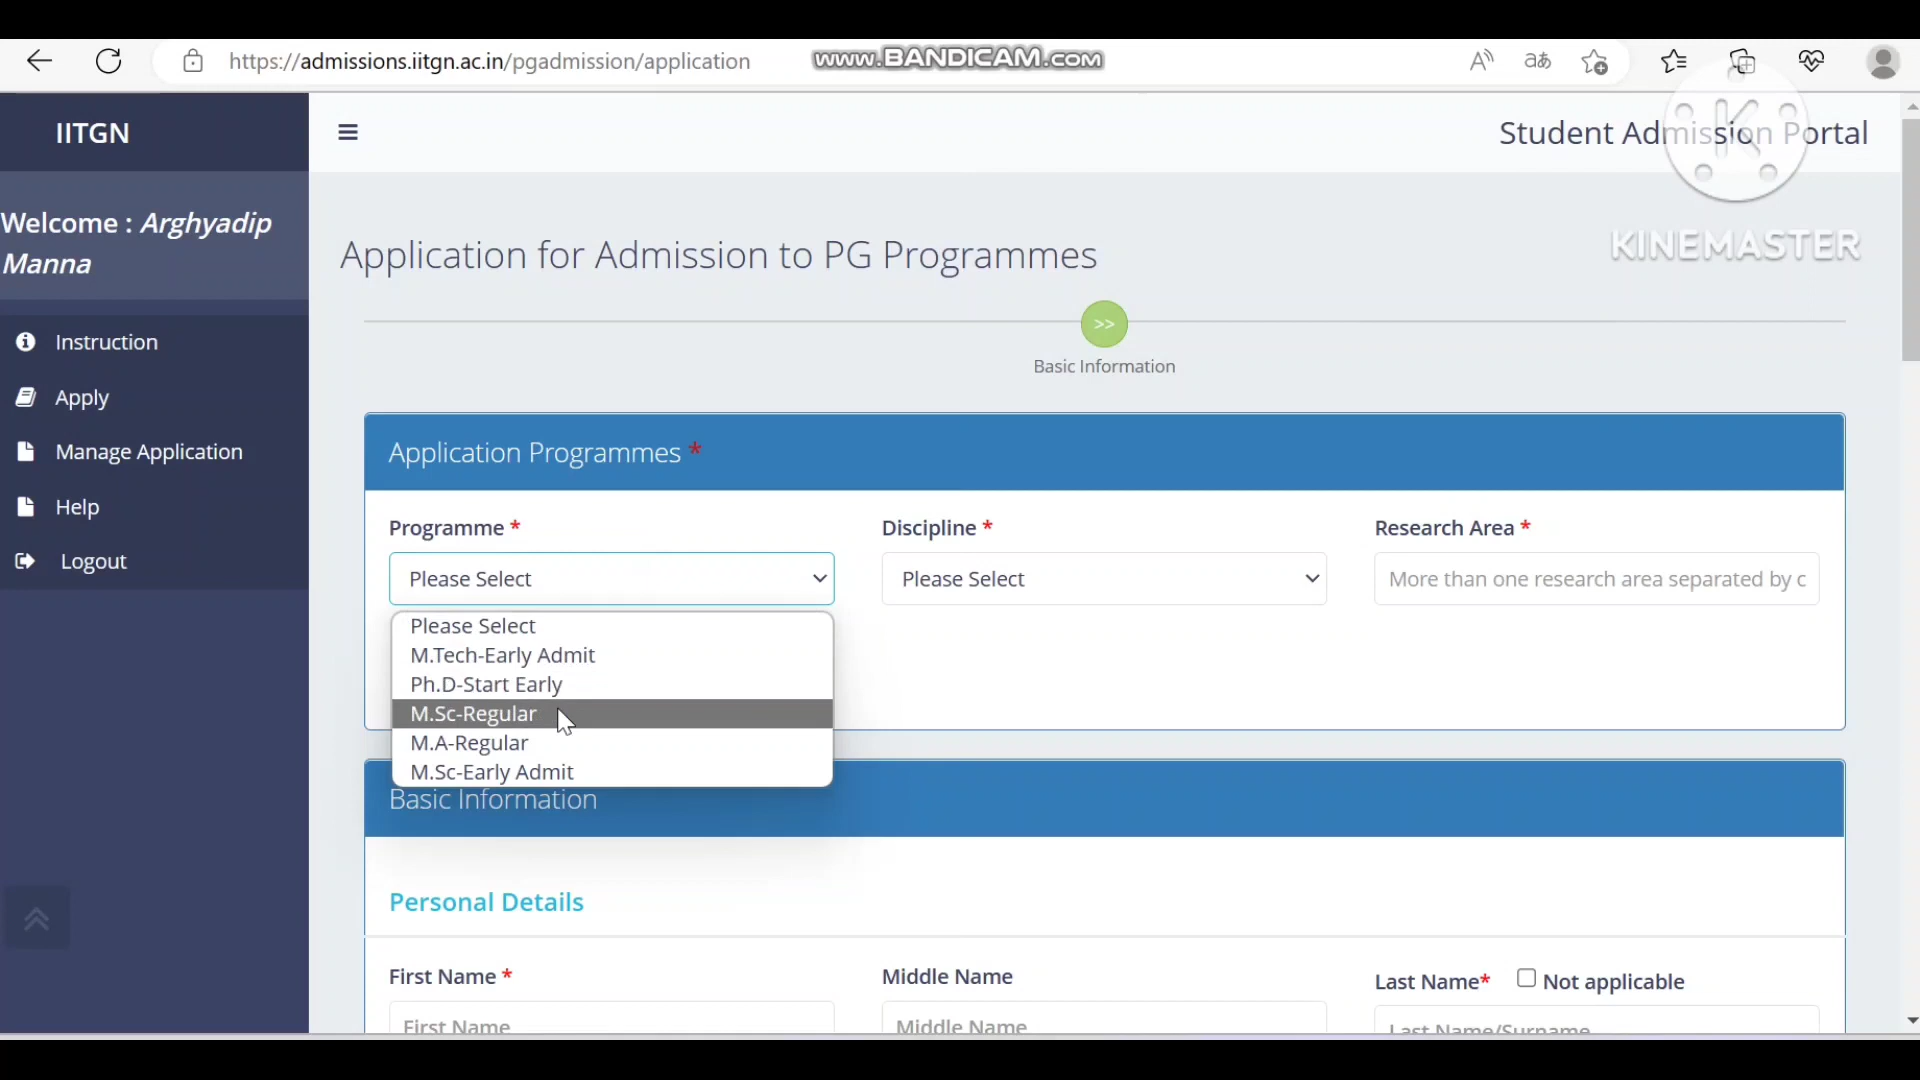 https://admissions.iitgn.ac.in/pgadmission/application
www.BANDICAM.com
IITGN
Student Admission Portal
KINEMASTER
Welcome : Arghyadip
Manna
Instruction
Apply
Manage Application
Help
Logout
Application for Admission to PG Programmes
>>
Basic Information
Application Programmes *
Programme *
Discipline *
Research Area *
Please Select
Please Select
More than one research area separated by c
Please Select
M.Tech-Early Admit
Ph.D-Start Early
M.Sc-Regular
M.A-Regular
M.Sc-Early Admit
Basic Information
Personal Details
First Name *
Middle Name
Last Name*
Not applicable
First Name
Middle Name
Last Name/Surname